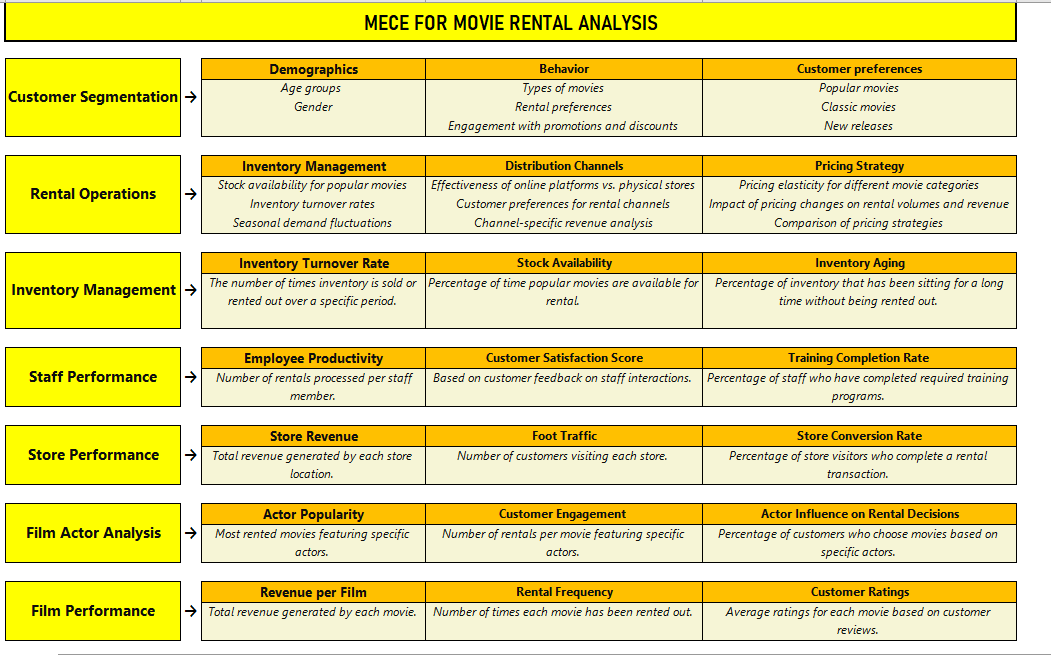 MECE FOR MOVIE RENTAL ANALYSIS
Customer Segmentation →
Demographics
Age groups
Gender
Behavior
Types of movies
Rental preferences
Engagement with promotions and discounts
Customer preferences
Popular movies
Classic movies
New releases
Rental Operations →
Inventory Management
Stock availability for popular movies
Inventory turnover rates
Seasonal demand fluctuations
Distribution Channels
Effectiveness of online platforms vs. physical stores
Customer preferences for rental channels
Channel-specific revenue analysis
Pricing Strategy
Pricing elasticity for different movie categories
Impact of pricing changes on rental volumes and revenue
Comparison of pricing strategies
Inventory Management →
Inventory Turnover Rate
The number of times inventory is sold or
rented out over a specific period.
Stock Availability
Percentage of time popular movies are available for
rental.
Inventory Aging
Percentage of inventory that has been sitting for a long
time without being rented out.
Staff Performance →
Employee Productivity
Number of rentals processed per staff
member.
Customer Satisfaction Score
Based on customer feedback on staff interactions.
Training Completion Rate
Percentage of staff who have completed required training
programs.
Store Performance →
Store Revenue
Total revenue generated by each store
location.
Foot Traffic
Number of customers visiting each store.
Store Conversion Rate
Percentage of store visitors who complete a rental
transaction.
Film Actor Analysis →
Actor Popularity
Most rented movies featuring specific
actors.
Customer Engagement
Number of rentals per movie featuring specific
actors.
Actor Influence on Rental Decisions
Percentage of customers who choose movies based on
specific actors.
Film Performance →
Revenue per Film
Total revenue generated by each movie.
Rental Frequency
Number of times each movie has been rented out.
Customer Ratings
Average ratings for each movie based on customer
reviews.